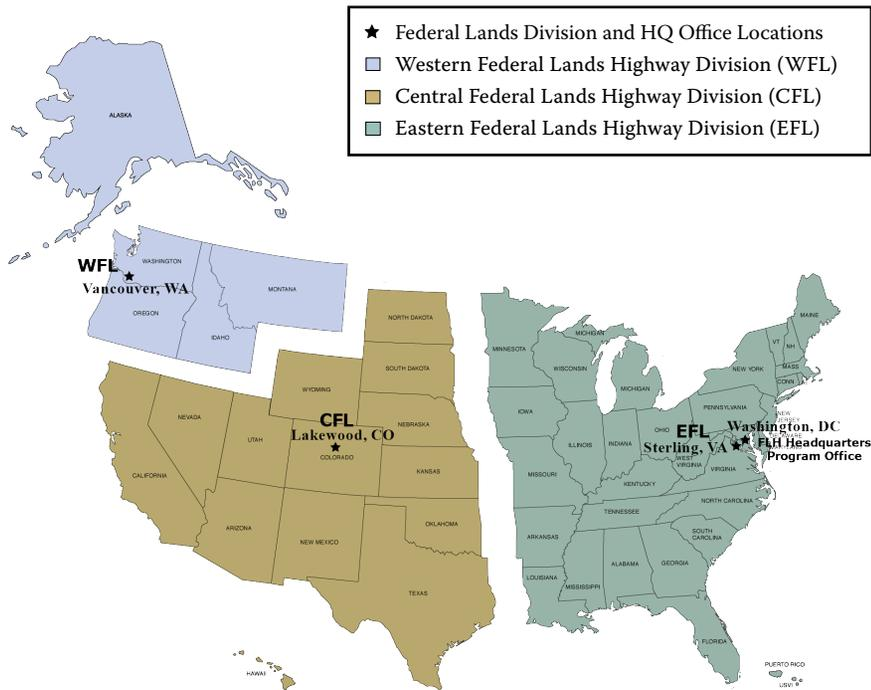 Federal Lands Division and HQ Office Locations
Western Federal Lands Highway Division (WFL)
Central Federal Lands Highway Division (CFL)
Eastern Federal Lands Highway Division (EFL)
ALASKA
WFL
Vancouver, WA
WASHINGTON
OREGON
IDAHO
MONTANA
NORTH DAKOTA
SOUTH DAKOTA
WYOMING
NEBRASKA
NEVADA
UTAH
CFL
Lakewood, CO
COLORADO
KANSAS
CALIFORNIA
ARIZONA
NEW MEXICO
OKLAHOMA
TEXAS
HAWAII
MINNESOTA
WISCONSIN
MICHIGAN
MICHIGAN
IOWA
ILLINOIS
INDIANA
OHIO
MISSOURI
KENTUCKY
TENNESSEE
ARKANSAS
LOUISIANA
MISSISSIPPI
ALABAMA
GEORGIA
FLORIDA
SOUTH
CAROLINA
NORTH CAROLINA
VIRGINIA
WEST
VIRGINIA
PENNSYLVANIA
NEW YORK
VT
NH
MAINE
MASS
CONN
NEW
JERSEY
DELAWARE
EFL
Sterling, VA
Washington, DC
FLH Headquarters
Program Office
PUERTO RICO
USVI